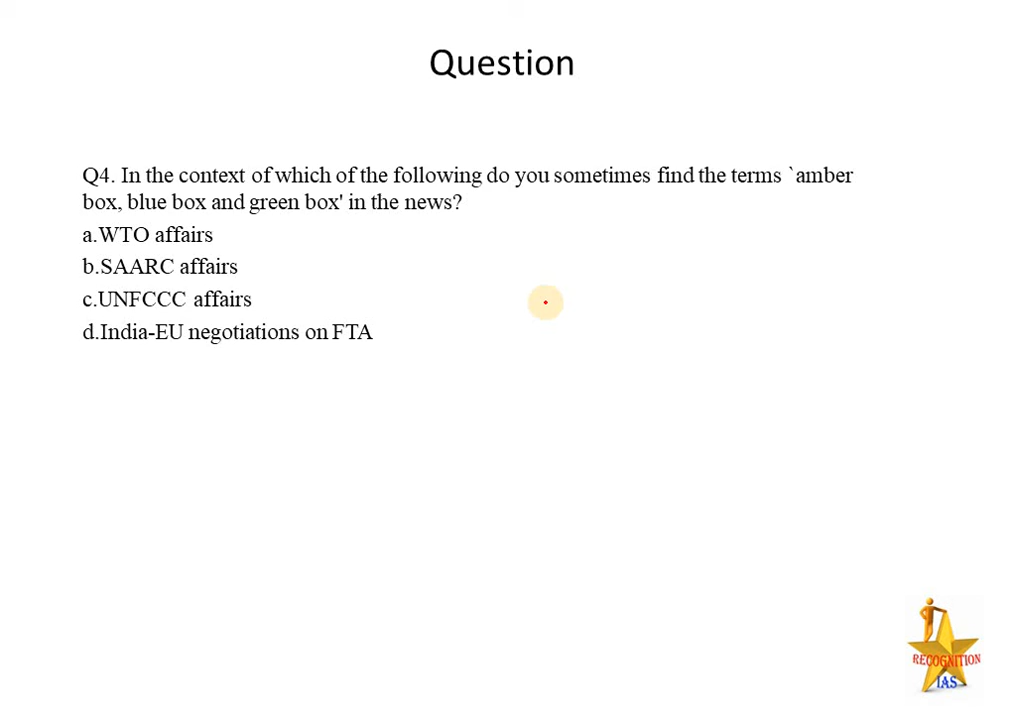 Question
Q4. In the context of which of the following do you sometimes find the terms `amber
box, blue box and green box' in the news?
a.WTO affairs
b.SAARC affairs
c.UNFCCC affairs
d.India-EU negotiations on FTA
RECOGNITION
IAS